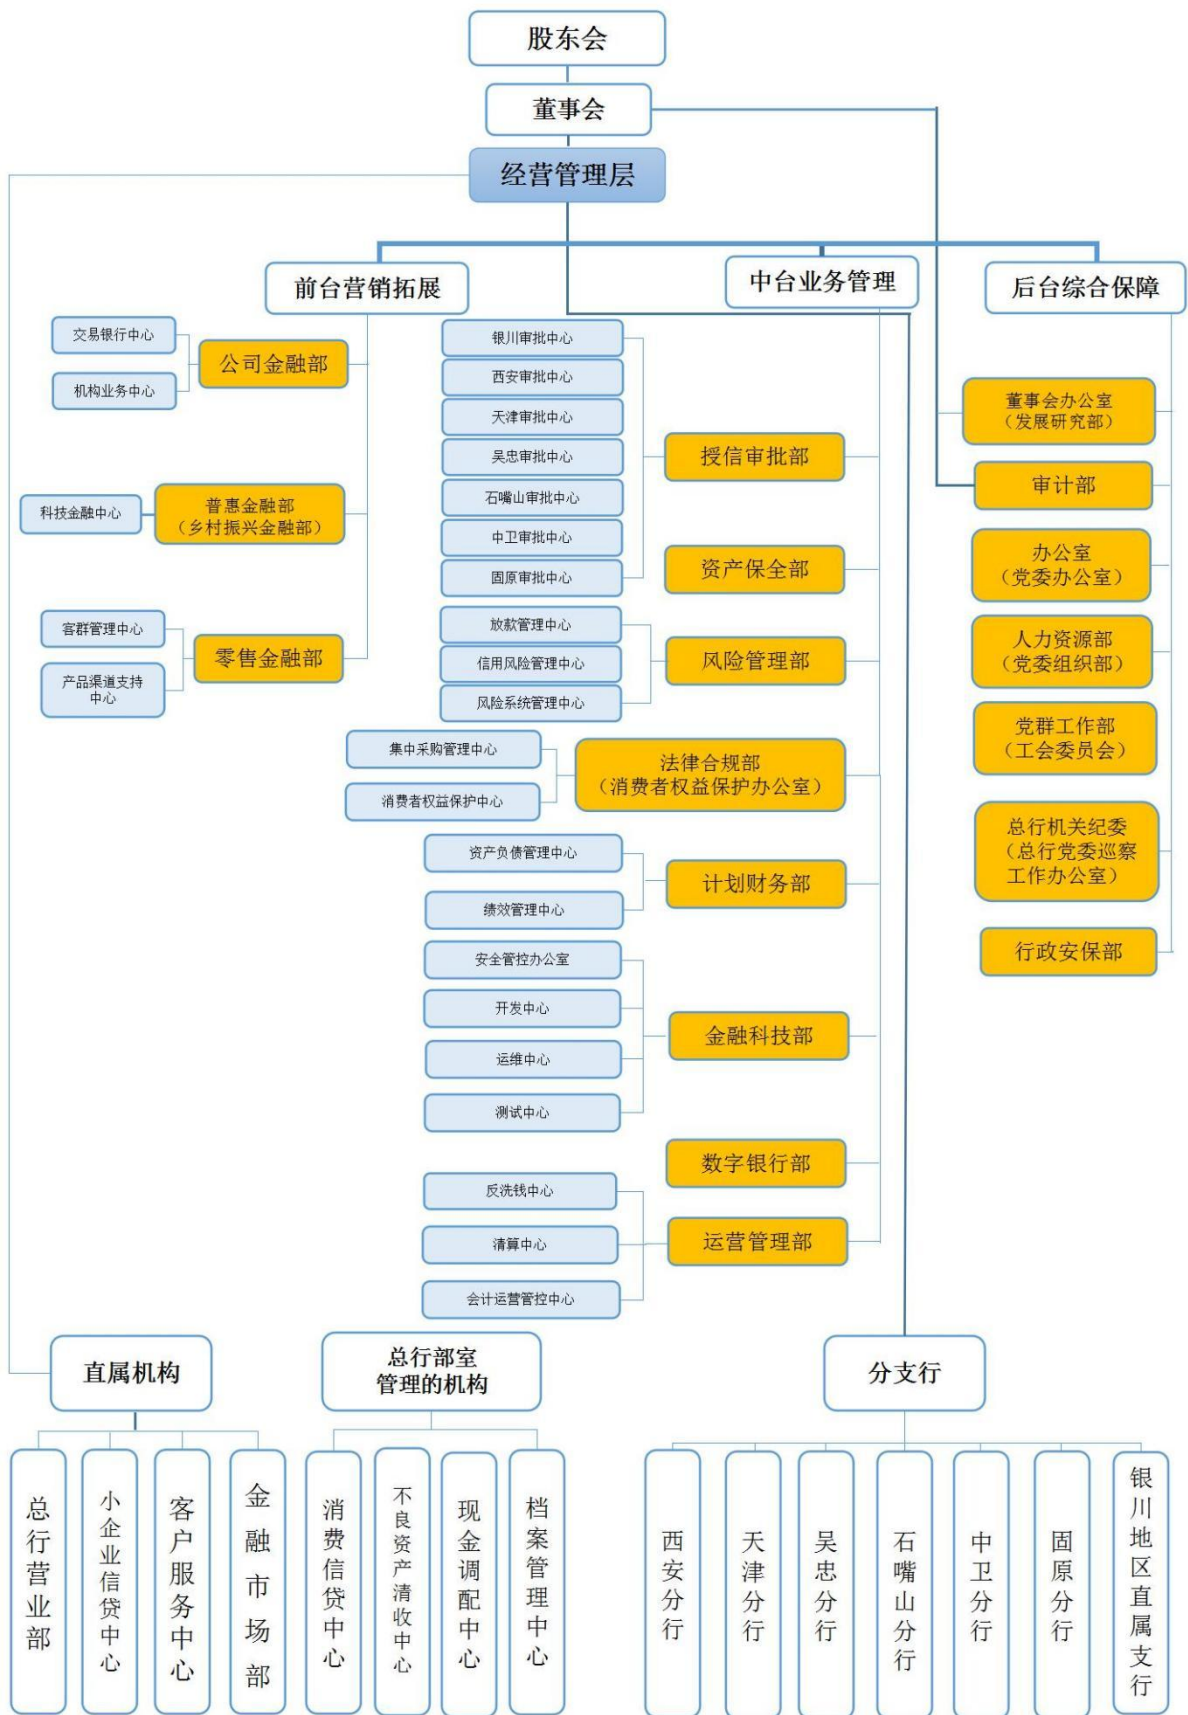 股东会
董事会
经营管理层
前台营销拓展
中台业务管理
后台综合保障
交易银行中心
机构业务中心
公司金融部
科技金融中心
普惠金融部
（乡村振兴金融部）
客群管理中心
产品渠道支持
中心
零售金融部
银川审批中心
西安审批中心
天津审批中心
吴忠审批中心
石嘴山审批中心
中卫审批中心
固原审批中心
授信审批部
资产保全部
放款管理中心
信用风险管理中心
风险系统管理中心
风险管理部
集中采购管理中心
消费者权益保护中心
法律合规部
（消费者权益保护办公室）
资产负债管理中心
绩效管理中心
计划财务部
安全管控办公室
开发中心
运维中心
测试中心
金融科技部
数字银行部
反洗钱中心
清算中心
会计运营管控中心
运营管理部
董事会办公室
（发展研究部）
审计部
办公室
（党委办公室）
人力资源部
（党委组织部）
党群工作部
（工会委员会）
总行机关纪委
（总行党委巡察
工作办公室）
行政安保部
直属机构
总行营业部
小企业信贷中心
客户服务中心
金融市场部
总行部室
管理的机构
消费信贷中心
不良资产清收中心
现金调配中心
档案管理中心
分支行
西安分行
天津分行
吴忠分行
石嘴山分行
中卫分行
固原分行
银川地区直属支行